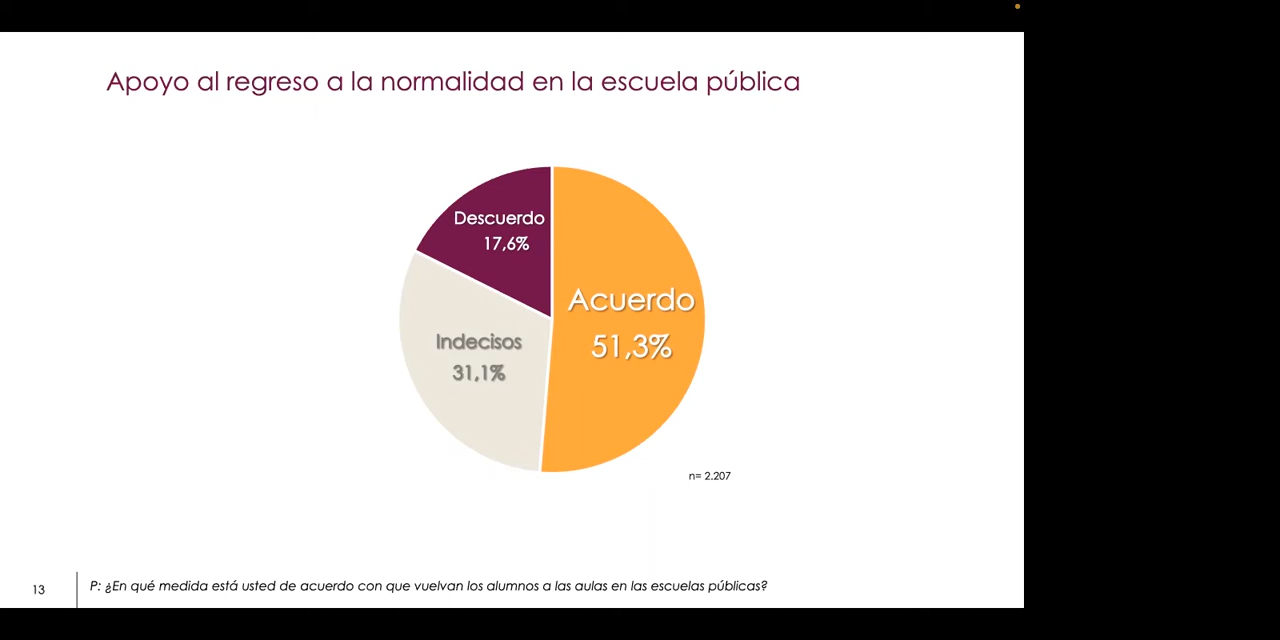 Apoyo al regreso a la normalidad en la escuela pública
Descuerdo
17,6%
Acuerdo
51,3%
Indecisos
31,1%
n= 2.207
13
P: ¿En qué medida está usted de acuerdo con que vuelvan los alumnos a las aulas en las escuelas públicas?